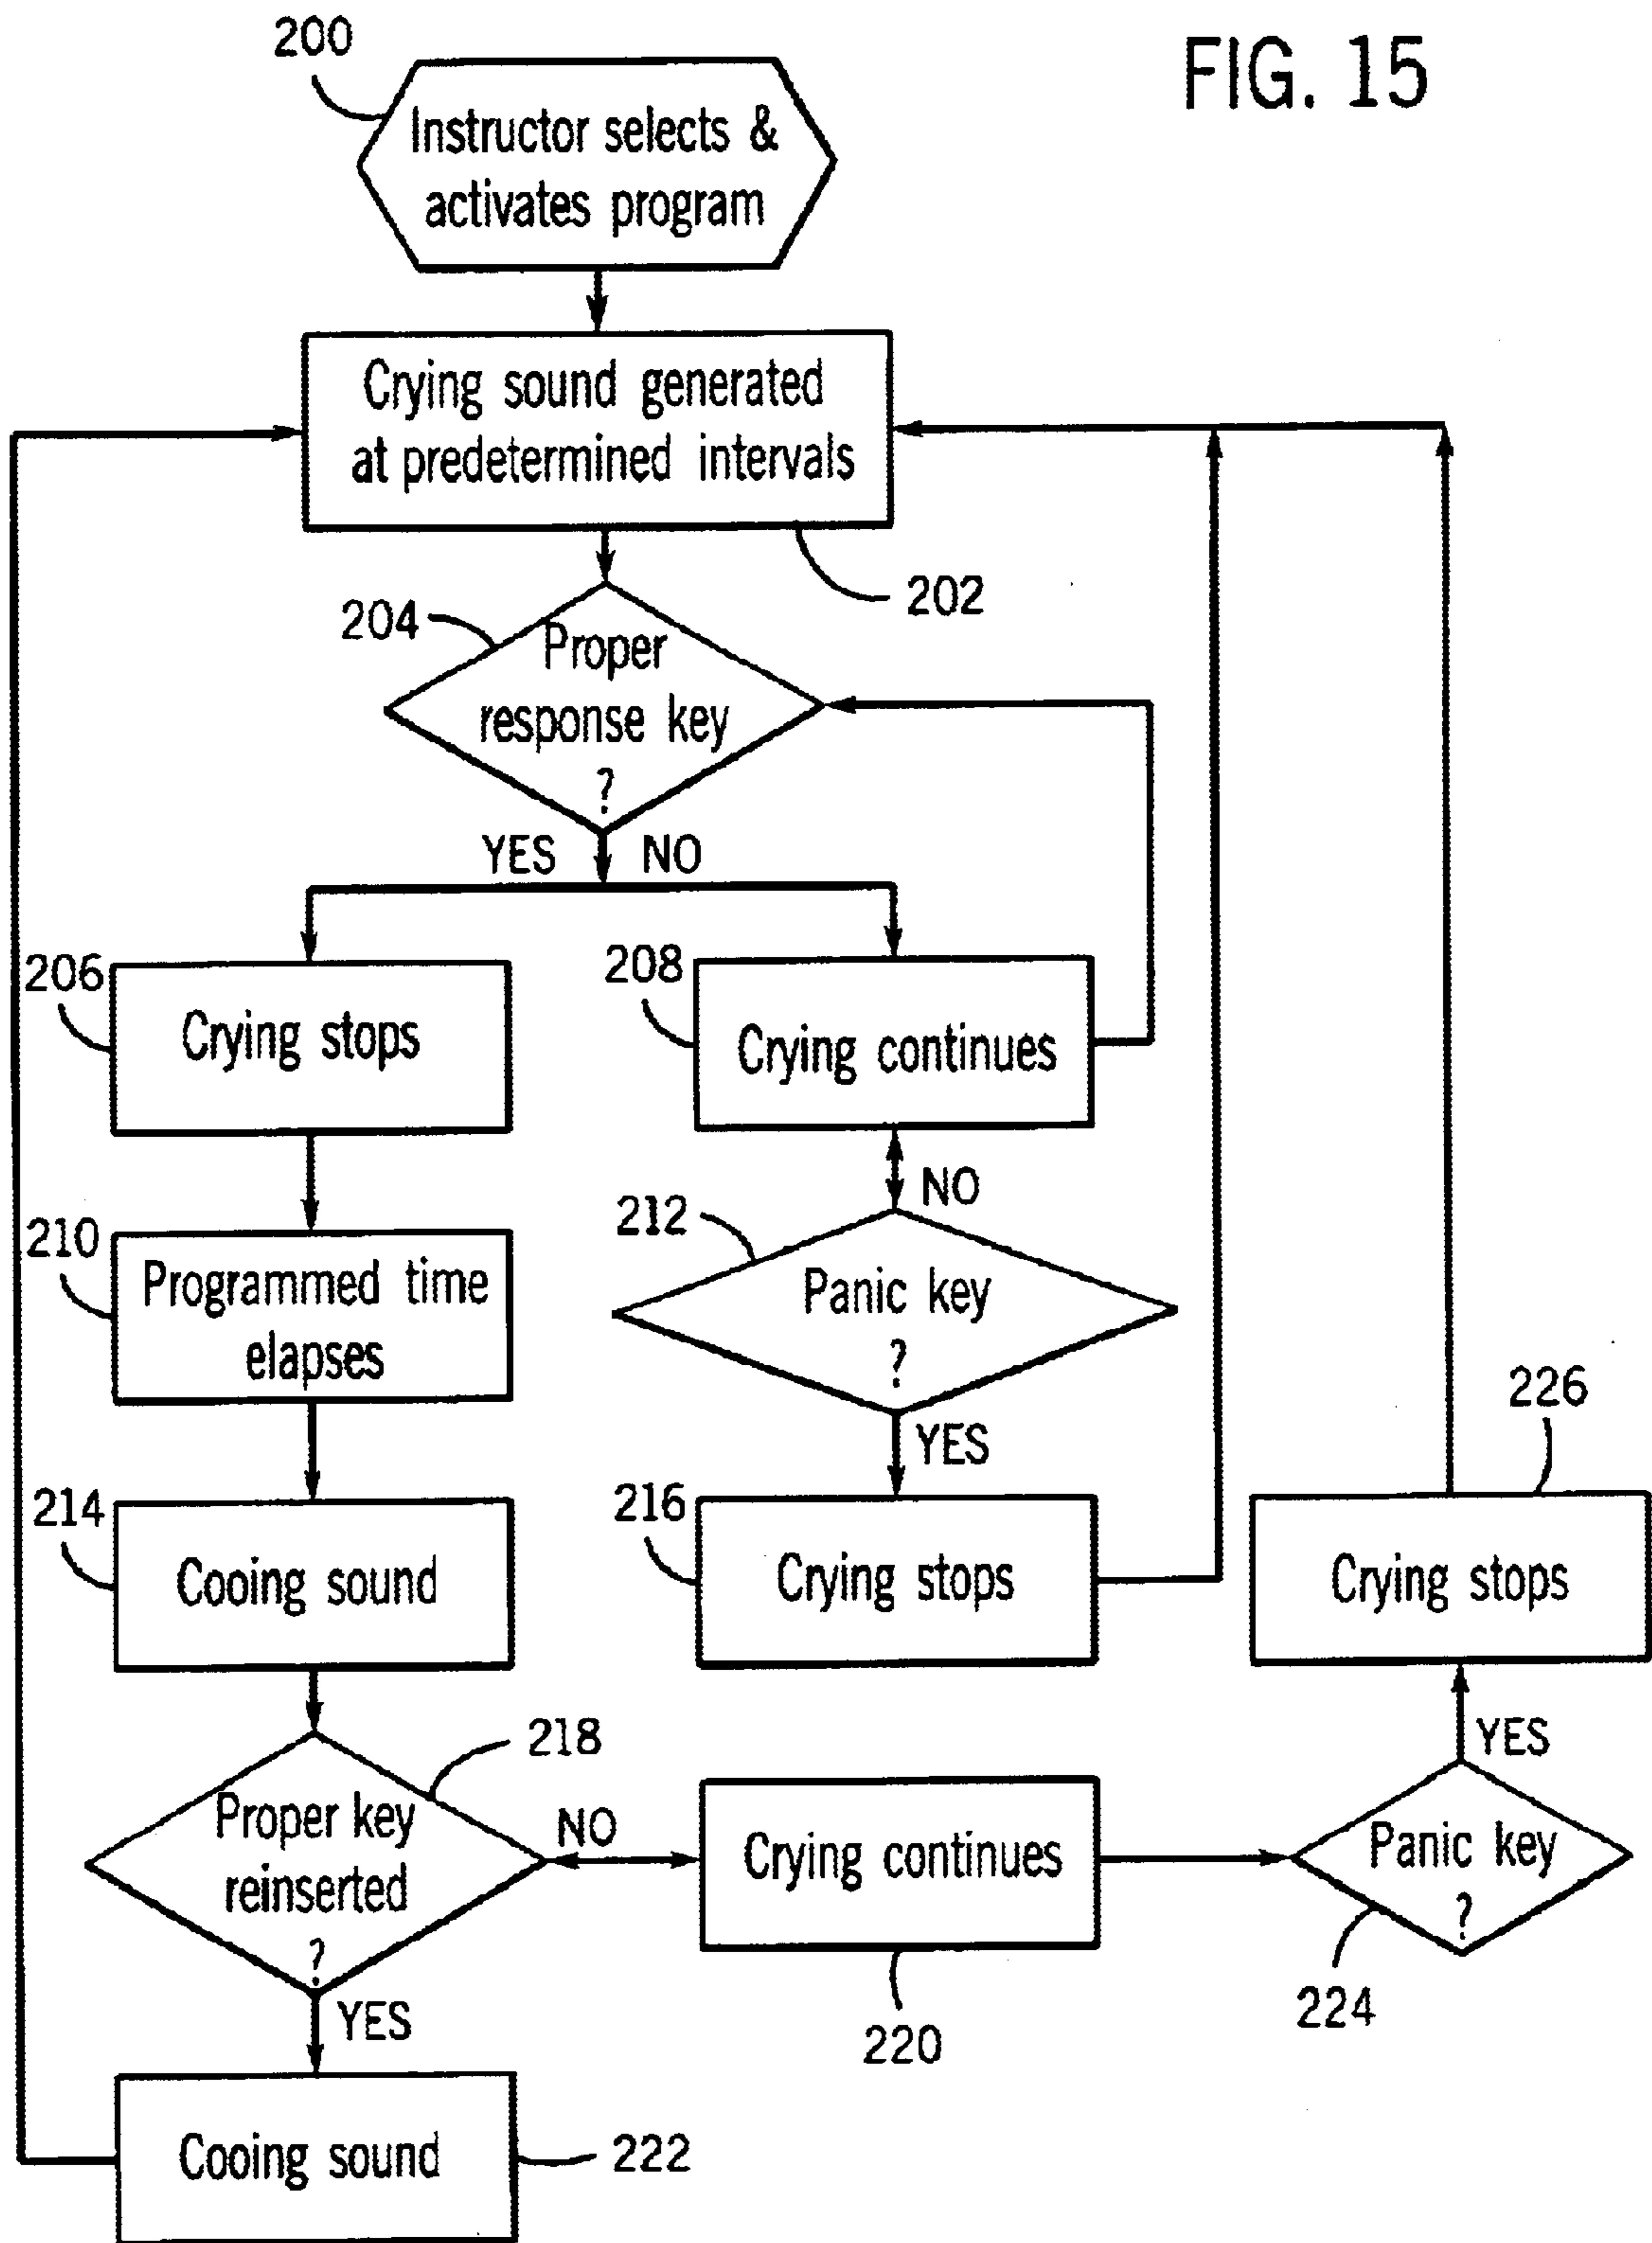 FIG. 15
200
Instructor selects &
activates program
Crying sound generated
at predetermined intervals
202
204
Proper
response key
?
YES NO
206
Crying stops
208
Crying continues
NO
210
Programmed time
elapses
212
Panic key
?
YES
214
Cooing sound
216
Crying stops
226
Crying stops
218
Proper key
reinserted
?
NO
Crying continues
220
YES
Panic key
?
224
YES
Cooing sound
222